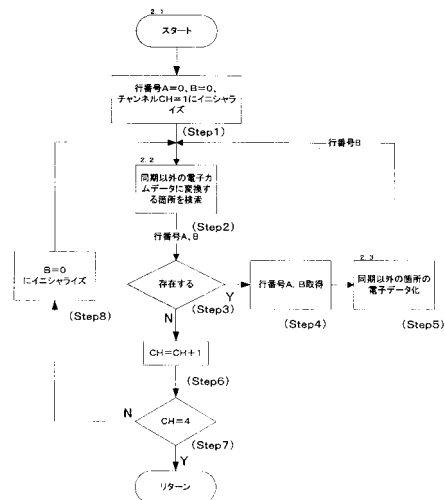 2.1
スタート
行番号A=0、B=0、
チャンネルCH=1にイニシャラ
イズ
(Step1)
行番号B
2.2
同期以外の電子カ
ムデータに変換す
る箇所を検索
(Step2)
行番号A、B
B=0
にイニシャライズ
(Step8)
存在する
Y
(Step3)
N
行番号A、B取得
(Step4)
2.3
同期以外の箇所の
電子データ化
(Step5)
CH=CH+1
(Step6)
N
CH=4
(Step7)
Y
リターン